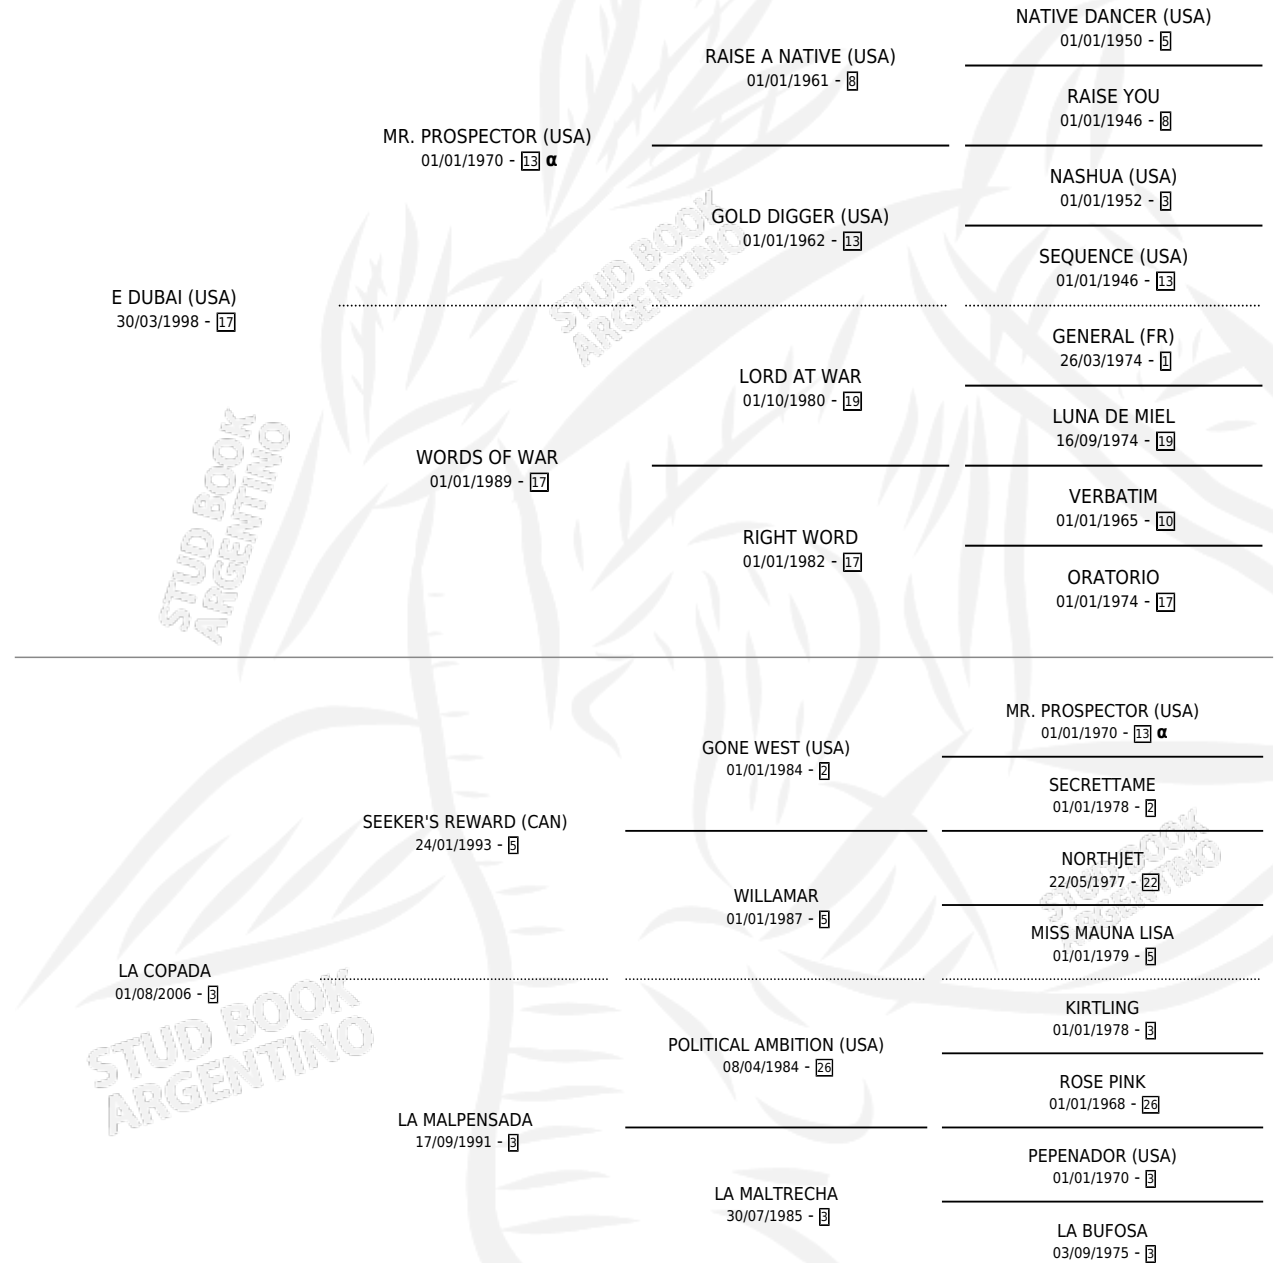 NATIVE DANCER (USA)
01/01/1950 - 5
RAISE A NATIVE (USA)
01/01/1961 - 8
RAISE YOU
01/01/1946 - 8
MR. PROSPECTOR (USA)
01/01/1970 - 13 α
NASHUA (USA)
01/01/1952 - 3
GOLD DIGGER (USA)
01/01/1962 - 13
SEQUENCE (USA)
01/01/1946 - 13
E DUBAI (USA)
30/03/1998 - 17
GENERAL (FR)
26/03/1974 - 1
LORD AT WAR
01/10/1980 - 19
LUNA DE MIEL
16/09/1974 - 19
WORDS OF WAR
01/01/1989 - 17
VERBATIM
01/01/1965 - 10
RIGHT WORD
01/01/1982 - 17
ORATORIO
01/01/1974 - 17
MR. PROSPECTOR (USA)
01/01/1970 - 13 α
GONE WEST (USA)
01/01/1984 - 2
SECRETTAME
01/01/1978 - 2
SEEKER'S REWARD (CAN)
24/01/1993 - 5
NORTHJET
22/05/1977 - 22
WILLAMAR
01/01/1987 - 5
MISS MAUNA LISA
01/01/1979 - 5
LA COPADA
01/08/2006 - 3
KIRTLING
01/01/1978 - 3
POLITICAL AMBITION (USA)
08/04/1984 - 26
ROSE PINK
01/01/1968 - 26
LA MALPENSADA
17/09/1991 - 3
PEPENADOR (USA)
01/01/1970 - 3
LA MALTRECHA
30/07/1985 - 3
LA BUFOSA
03/09/1975 - 3
STUD BOOK
ARGENTINO
STUD BOOK
ARGENTINO
STUD BOOK
ARGENTINO
STUD BOOK
ARGENTINO